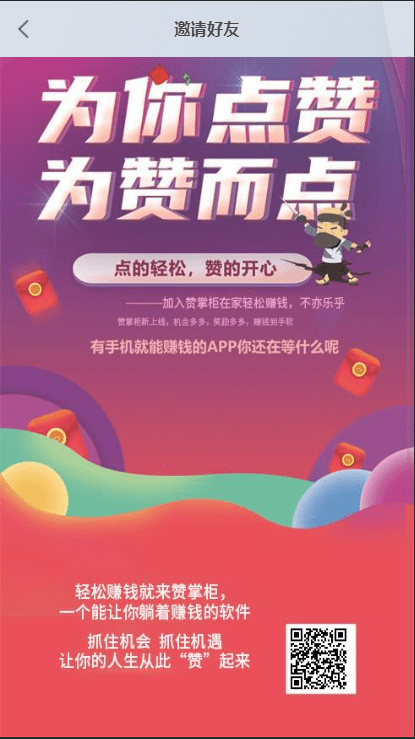 邀请好友
为你点赞
为赞而点
点的轻松，赞的开心
———加入赞掌柜在家轻松赚钱，不亦乐乎
赞掌柜新上线，机会多多，奖励多多，赚钱到手软
有手机就能赚钱的APP你还在等什么呢
轻松赚钱就来赞掌柜，
一个能让你躺着赚钱的软件
抓住机会 抓住机遇
让你的人生从此“赞”起来